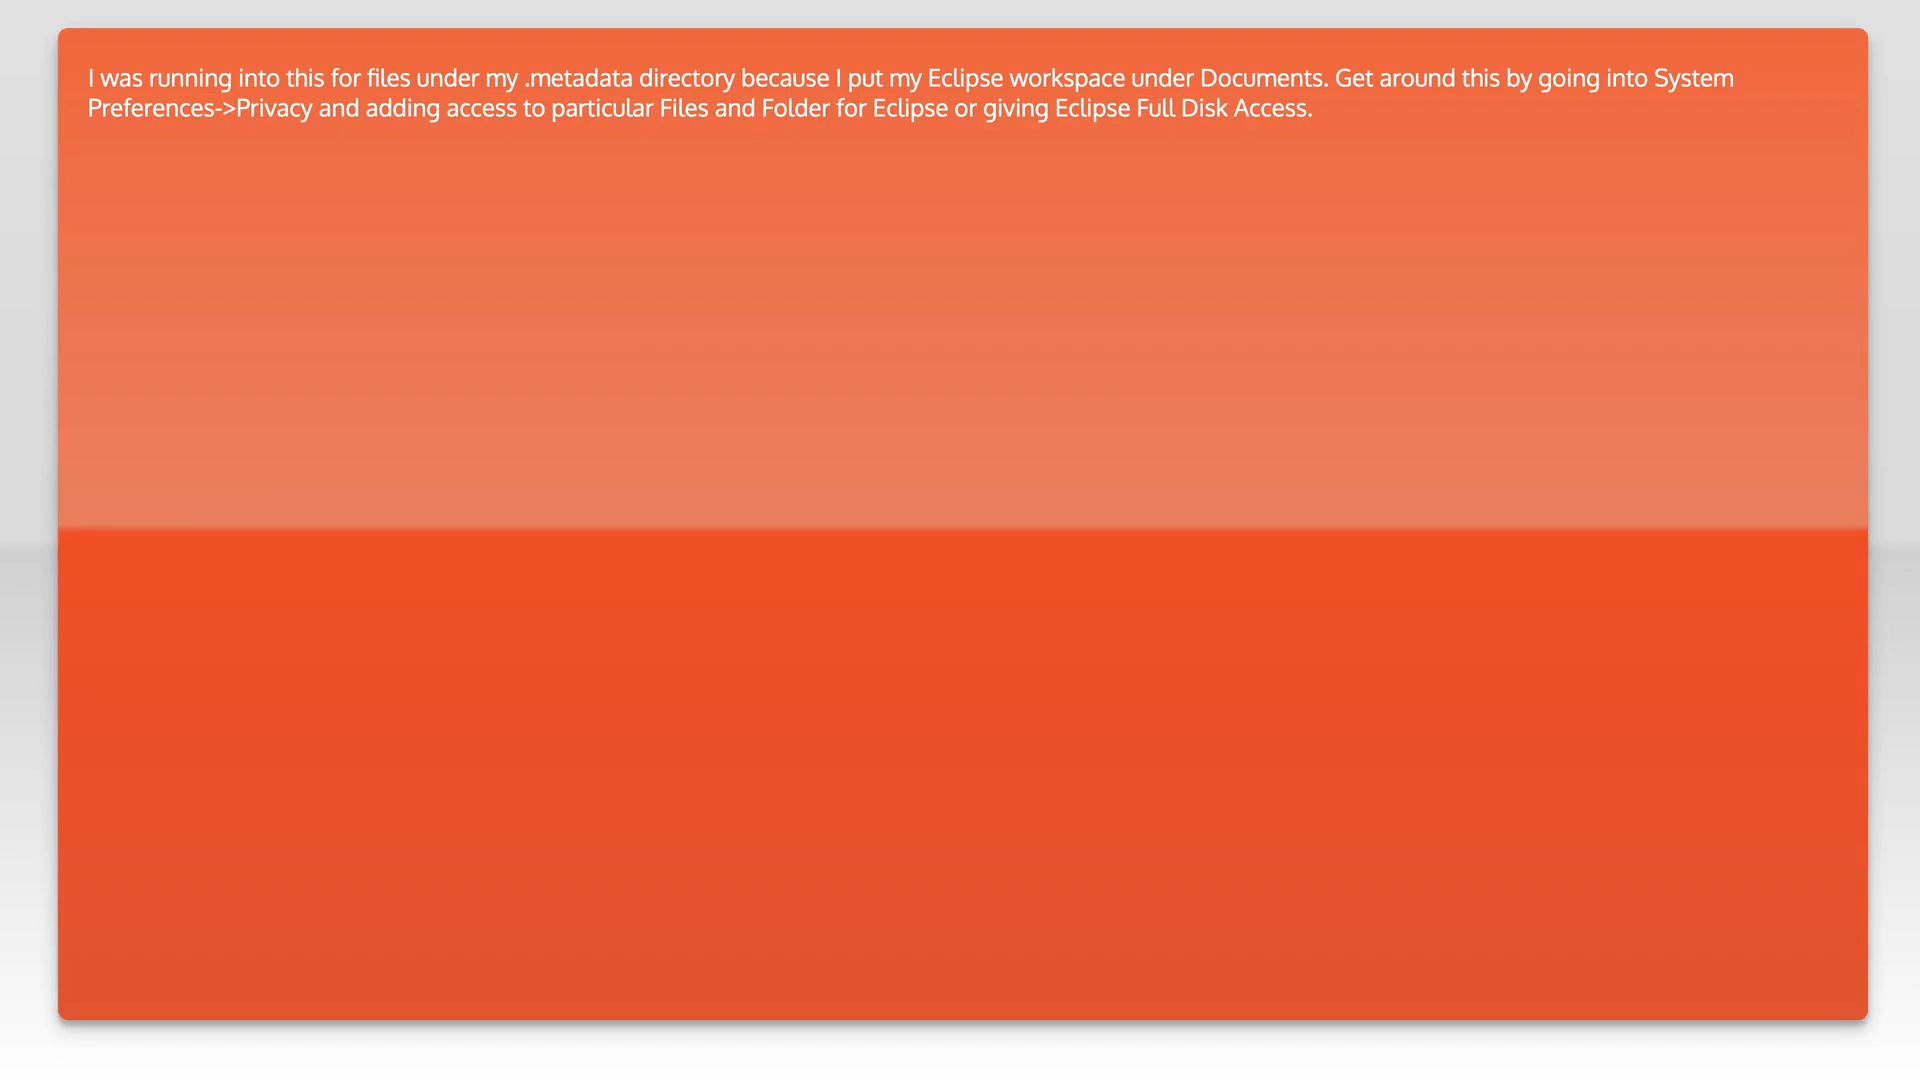 I was running into this for files under my .metadata directory because I put my Eclipse workspace under Documents. Get around this by going into System
Preferences->Privacy and adding access to particular Files and Folder for Eclipse or giving Eclipse Full Disk Access.